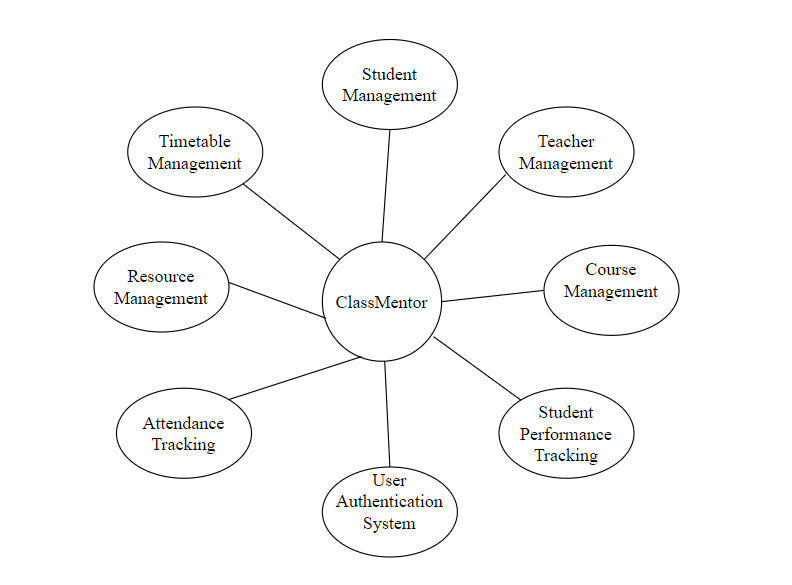 Student
Management
Timetable
Management
Teacher
Management
Resource
Management
ClassMentor
Course
Management
Attendance
Tracking
Student
Performance
Tracking
User
Authentication
System